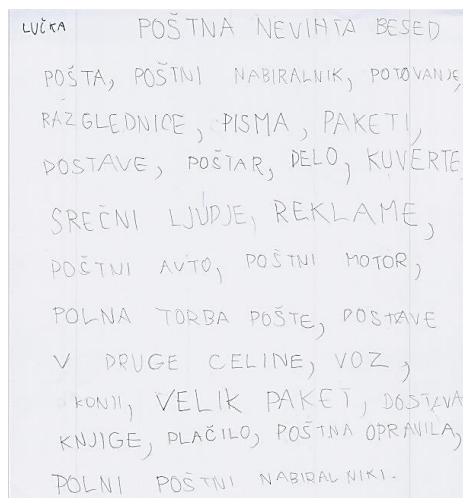 LUČKA POŠTNA NEVIHTA BESED
POŠTA, POŠTNI NABIRALNIK, POTOVANJE,
RAZGLEDNICE, PISMA, PAKETI,
DOSTAVE, POŠTAR, DELO, KUVERTE,
SREČNI LJUDJE, REKLAME,
POŠTNI AVTO, POŠTNI MOTOR,
POLNA TORBA POŠTE, DOSTAVE
V DRUGE CELINE, VOZ,
KONJI, VELIK PAKET, DOSTAVA
KNJIGE, PLAČILO, POŠTNA OPRAVILA,
POLNI POŠTNI NABIRALNIKI.